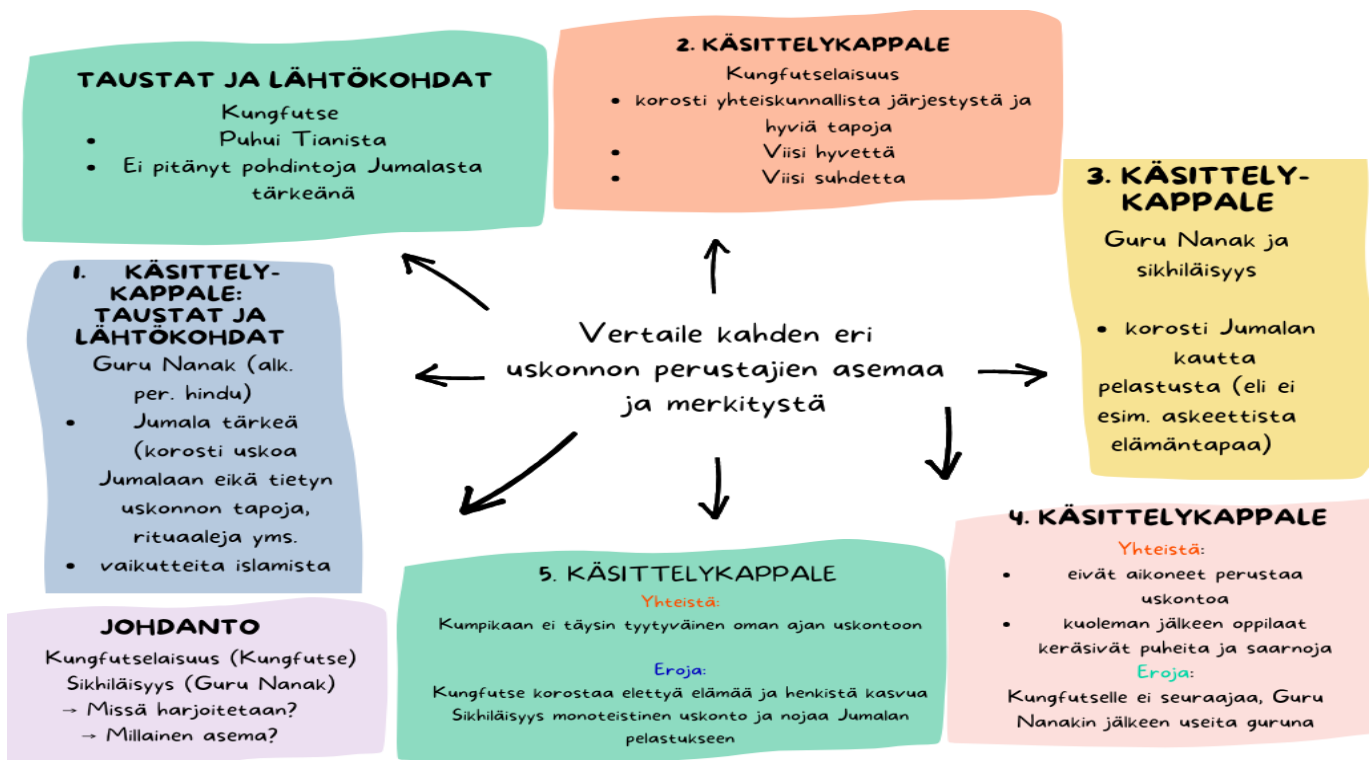 TAUSTAT JA LÄHTÖKOHDAT
Kungfutse
• Puhui Tianista
• Ei pitänyt pohdintoja Jumalasta
tärkeänä
2. KÄSITTELYKAPPALE
Kungfutselaisuus
• korosti yhteiskunnallista järjestystä ja
hyviä tapoja
• Viisi hyvettä
• Viisi suhdetta
3. KÄSITTELY-
KAPPALE
Guru Nanak ja
sikhiläisyys
• korosti Jumalan
kautta
pelastusta (eli ei
esim. askeettista
elämäntapaa)
1. KÄSITTELY-
KAPPALE:
TAUSTAT JA
LÄHTÖKOHDAT
Guru Nanak (alk.
per. hindu)
• Jumala tärkeä
(korosti uskoa
Jumalaan eikä tietyn
uskonnon tapoja,
rituaaleja yms.
• vaikutteita islamista
Vertaile kahden eri
uskonnon perustajien asemaa
ja merkitystä
JOHDANTO
Kungfutselaisuus (Kungfutse)
Sikhiläisyys (Guru Nanak)
→ Missä harjoitetaan?
→ Millainen asema?
5. KÄSITTELYKAPPALE
Yhteistä:
Kumpikaan ei täysin tyytyväinen oman ajan uskontoon
Eroja:
Kungfutse korostaa elettyä elämää ja henkistä kasvua
Sikhiläisyys monoteistinen uskonto ja nojaa Jumalan
pelastukseen
4. KÄSITTELYKAPPALE
Yhteistä:
• eivät aikoneet perustaa
uskontoa
• kuoleman jälkeen oppilaat
keräsivät puheita ja saarnoja
Eroja:
Kungfutselle ei seuraajaa, Guru
Nanakin jälkeen useita guruna